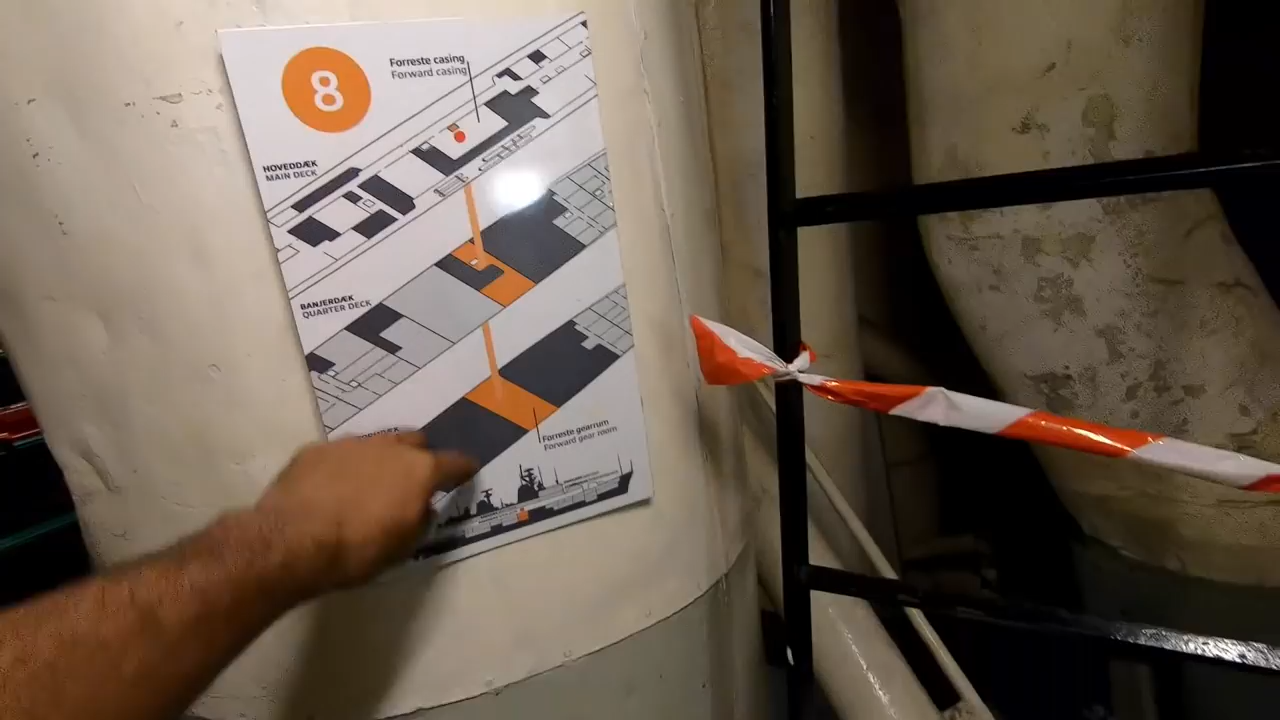 8
Forreste casing
Forward casing
HOVEDDÆK
MAIN DECK
BANJERDÆK
QUARTER DECK
Forreste gearrum
Forward gear room